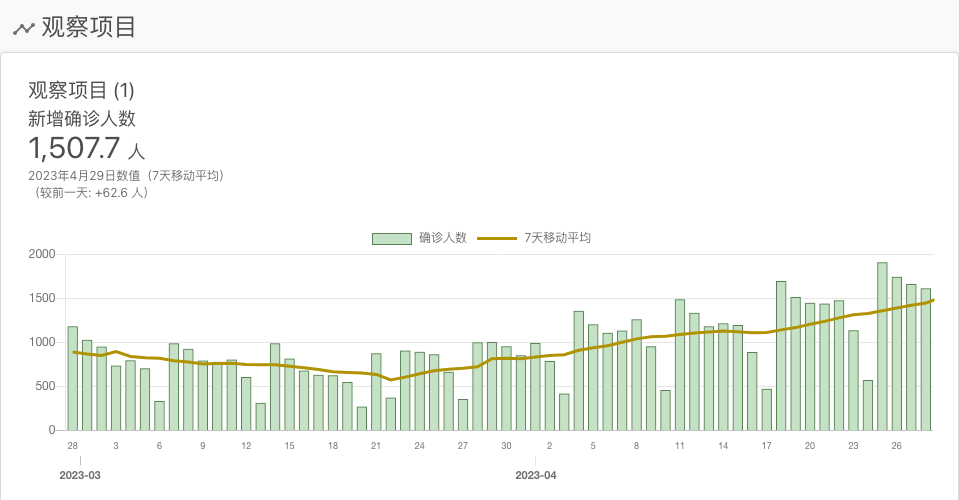 观察项目
观察项目 (1)
新增确诊人数
1,507.7 人
2023年4月29日数值（7天移动平均）
（较前一天: +62.6 人）
确诊人数 7天移动平均
2000
1500
1000
500
0
28 3 6 9 12 15 18 21 24 27 30 2 5 8 11 14 17 20 23 26
2023-03 2023-04